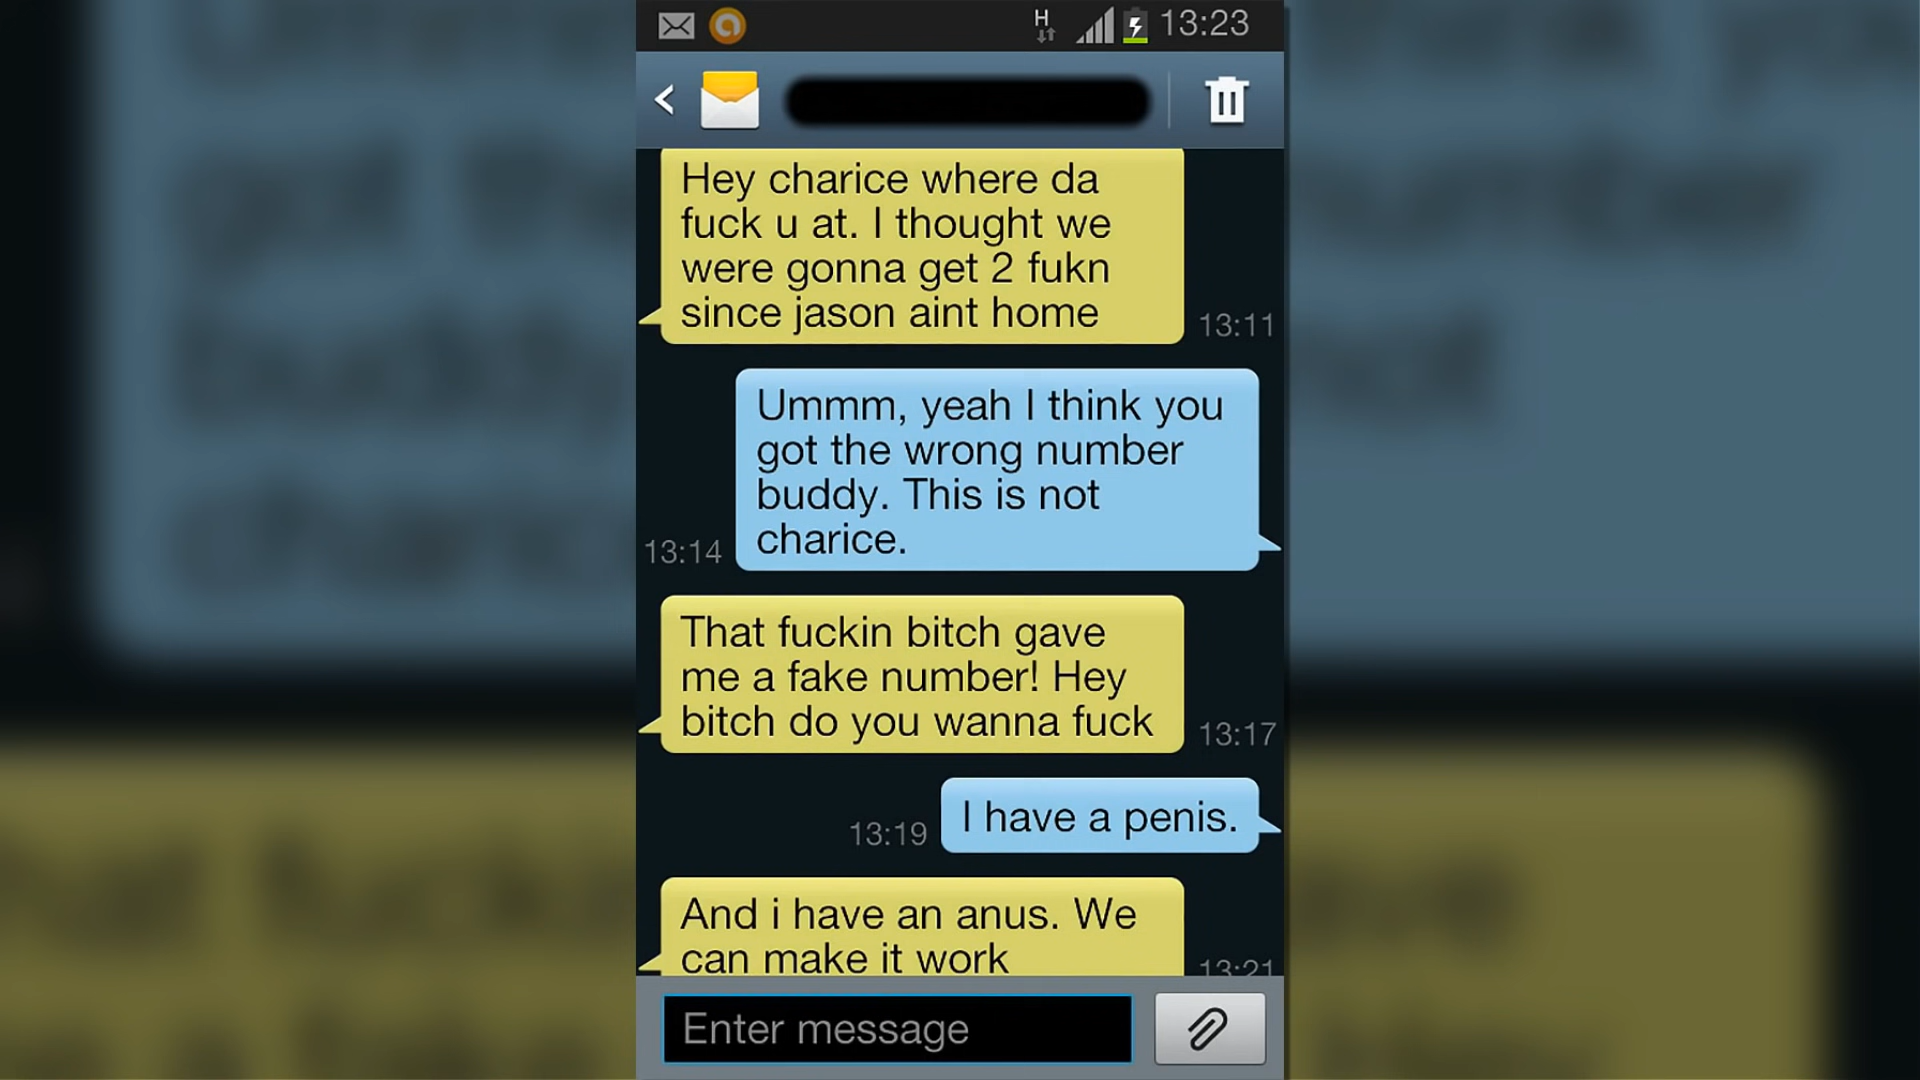 H
13:23
Hey charice where da
fuck u at. I thought we
were gonna get 2 fukn
since jason aint home
13:11
Ummm, yeah I think you
got the wrong number
buddy. This is not
charice.
13:14
That fuckin bitch gave
me a fake number! Hey
bitch do you wanna fuck
13:17
I have a penis.
13:19
And i have an anus. We
can make it work
13:21
Enter message